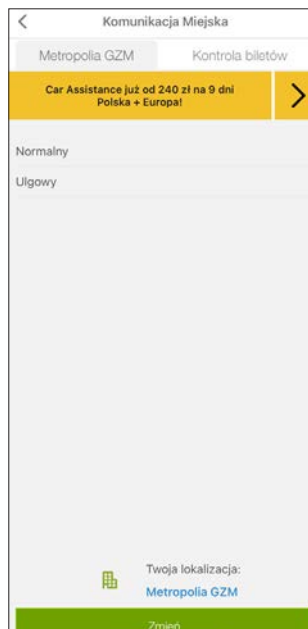 Komunikacja Miejska
Metropolia GZM
Kontrola biletów
Car Assistance już od 240 zł na 9 dni
Polska + Europa!
Normalny
Ulgowy
Twoja lokalizacja:
Metropolia GZM
Zmień